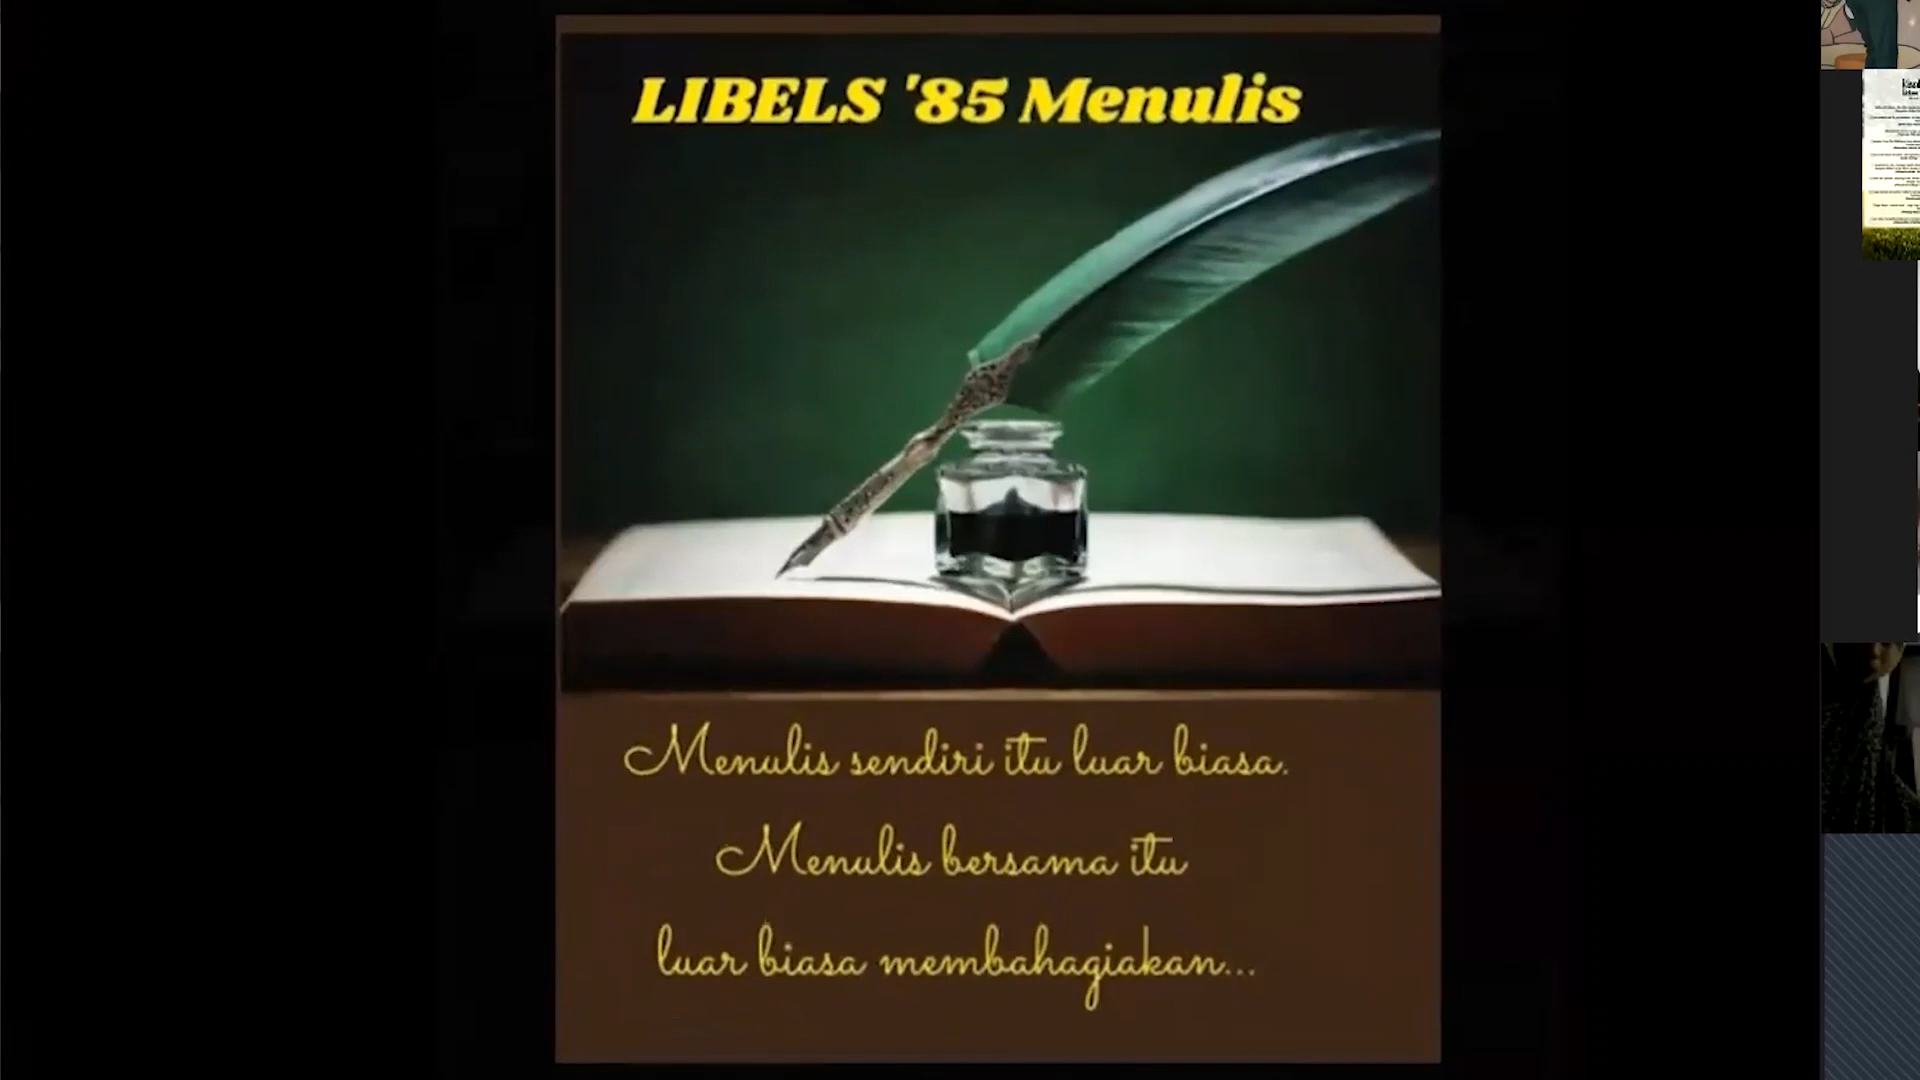 LIBELS '85 Menulis
Menulis sendiri itu luar biasa.
Menulis bersama itu
luar biasa membahagiakan...